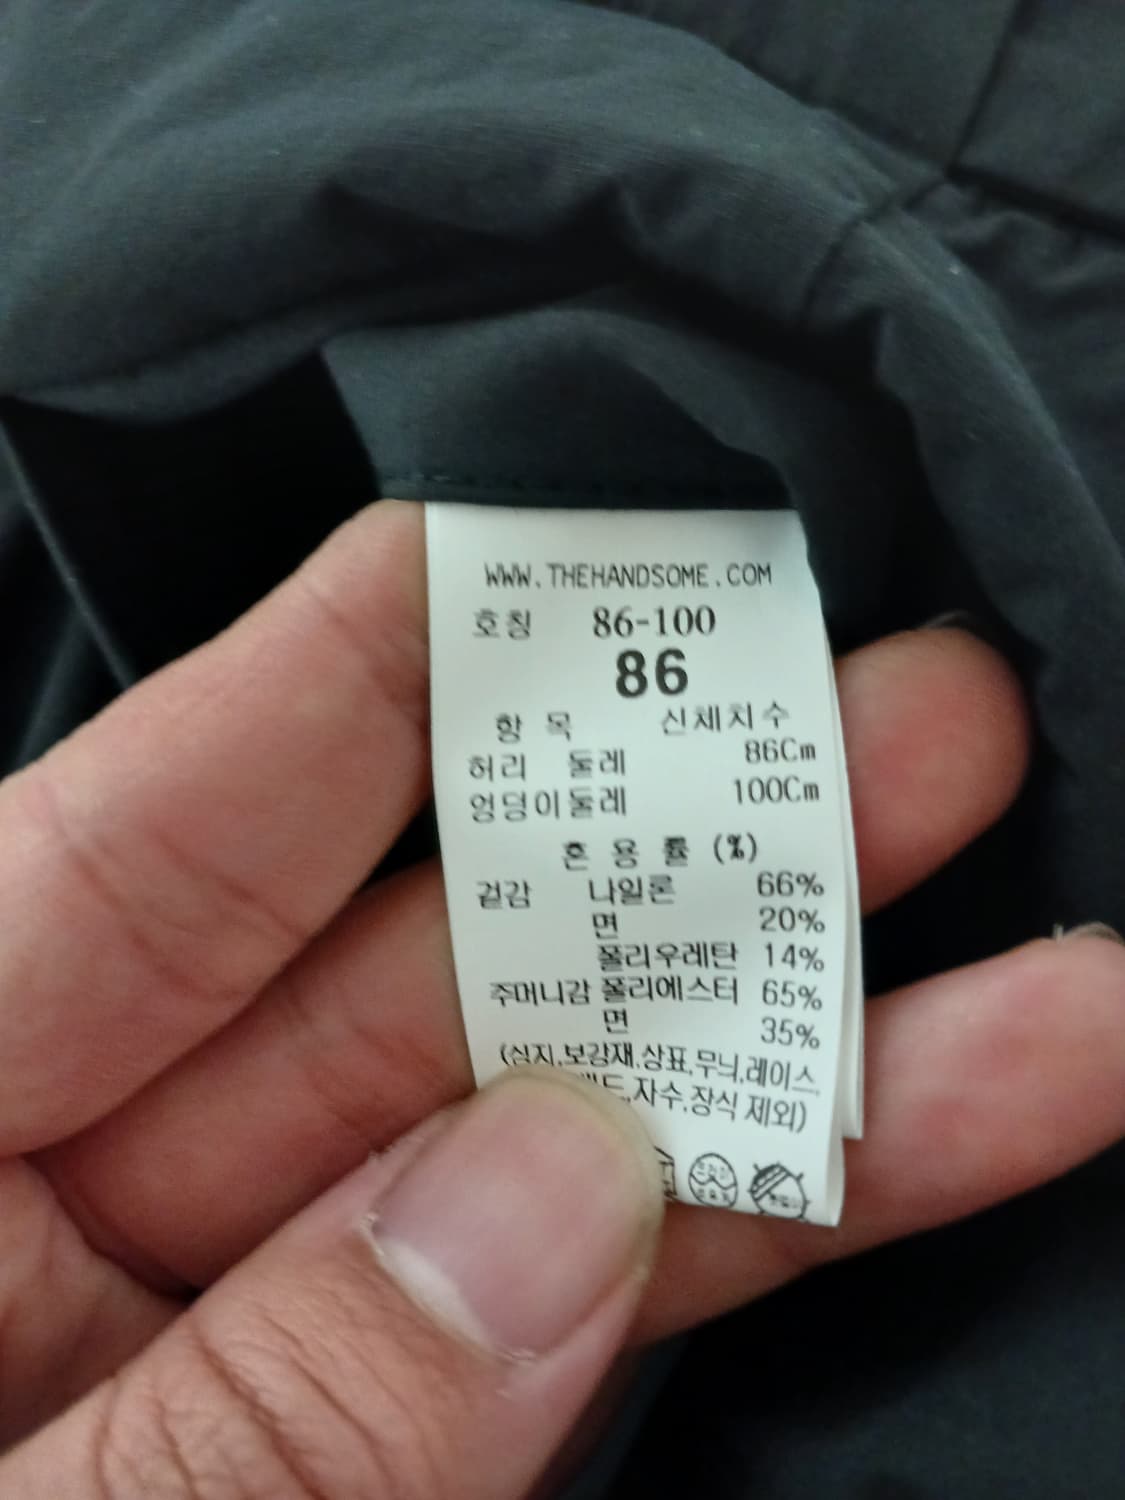 WWW.THEHANDSOME.COM
호칭 86-100
86
항 목 신체치수
허리 둘레 86Cm
엉덩이둘레 100Cm
혼 용 률 (%)
겉감 나일론 66%
면 20%
폴리우레탄 14%
주머니감 폴리에스터 65%
면 35%
(심지,보강재,상표,무늬,레이스,
밴드,자수,장식 제외)